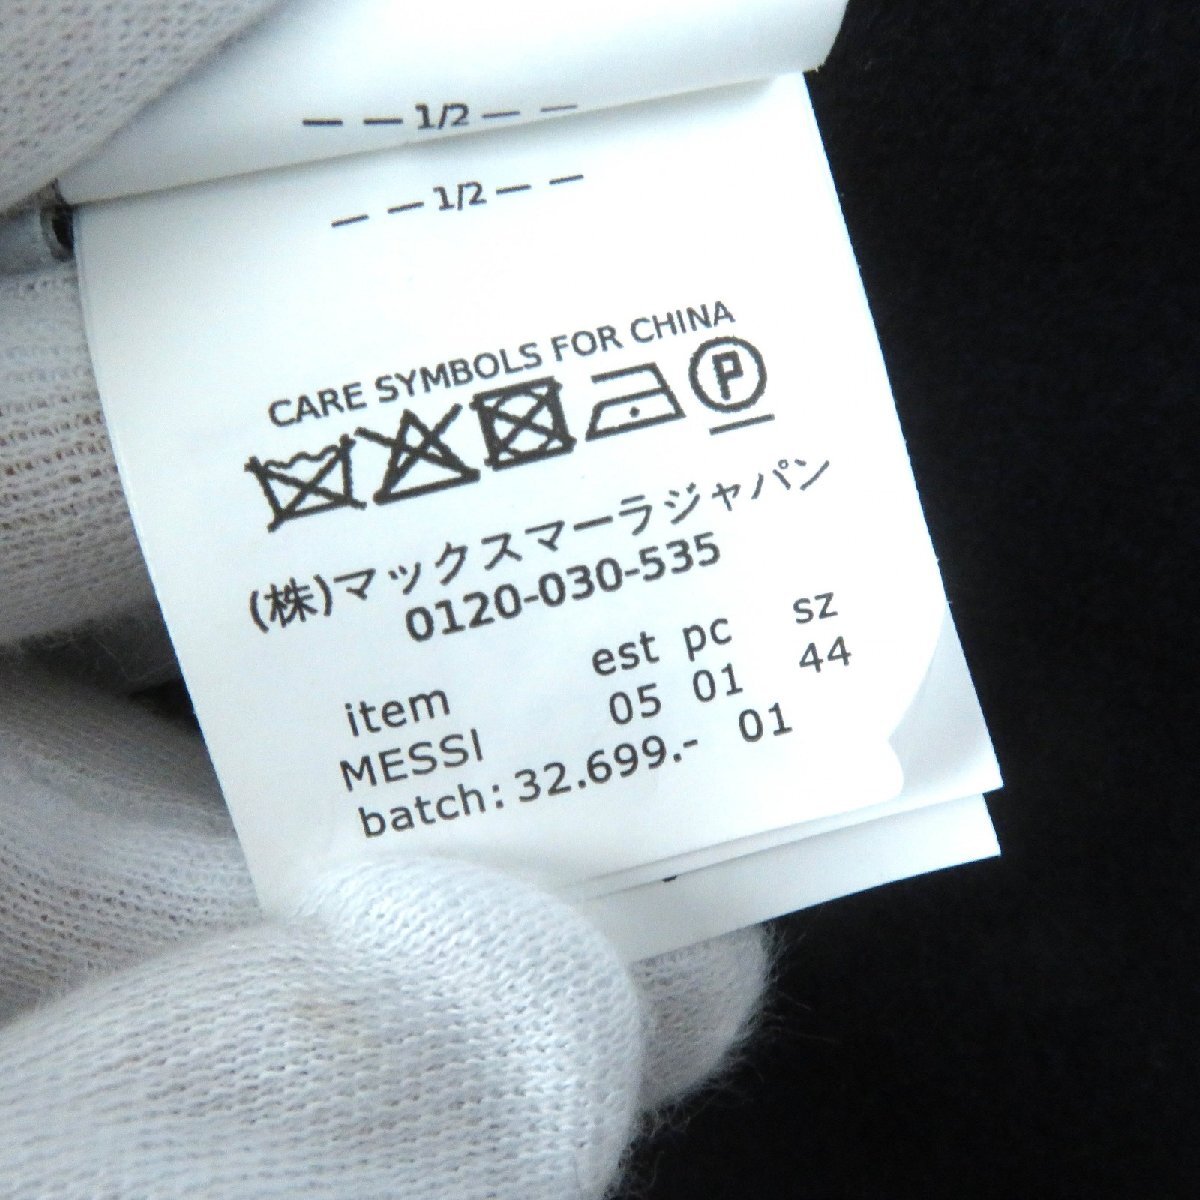 — — 1/2 — —
— — 1/2 — —
CARE SYMBOLS FOR CHINA
P
(株)マックスマーラジャパン
0120-030-535
item est pc sz
MESSI 05 01 44
batch: 32.699.- 01